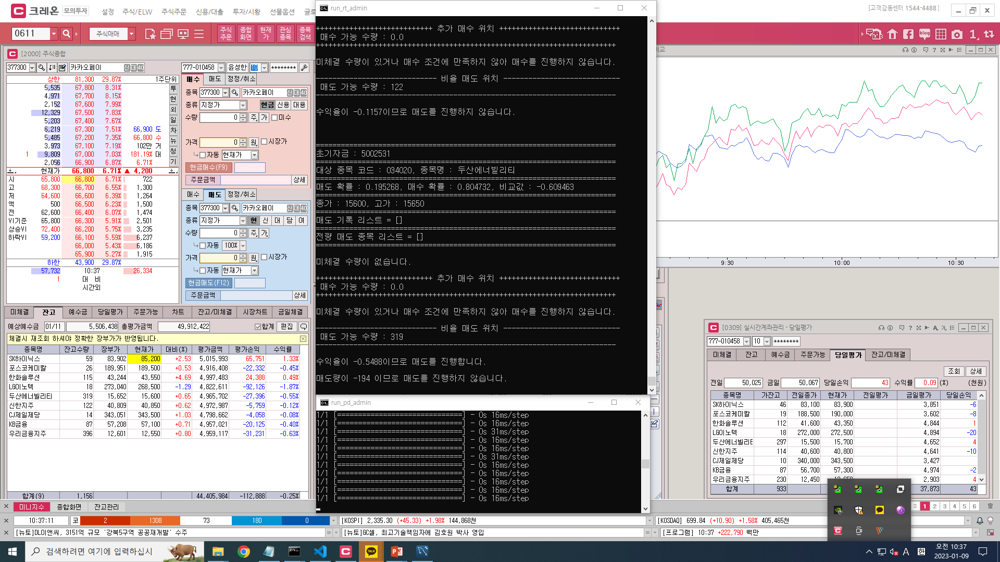 크레온 모의투자
설정 주식/ELW 주식주문 신용/대출 투자/시황 선물옵션 글로
[고객감동센터 1544-4488]
0611 주식매매
주식주문 종합화면 현재가 관심종목 종목검색
[2000] 주식종합
377300 카카오페이 신 대 40
상한 81,300 29.87% 1주단위
5,535 67,800 8.31%
4,971 67,700 8.15%
2,152 67,600 7.99%
12,329 67,500 7.83%
5,203 67,400 7.67%
6,219 67,300 7.51% 66,900 도
5,485 67,200 7.35% 66,800 수
3,973 67,100 7.19% 102만 거
1 9,809 67,000 7.03% 181.19% 대
2,056 66,900 6.87% 6.71%
투 현 외 일 차 뉴 청 기
현재가 66,800 6.71% ▲ 4,200
시 65,800 66,800 6.71% 722
고 68,300 66,700 6.55% 1,300
저 64,600 66,600 6.39% 1,264
액 500 66,500 6.23% 1,500
전 62,600 66,400 6.07% 1,474
VI기준 65,800 66,300 5.91% 2,501
상승VI 72,400 66,200 5.75% 3,235
하락VI 59,200 66,100 5.59% 6,237
66,000 5.43% 6,186
65,900 5.27% 1,915
하한 43,900 29.87%
57,732 10:37 26,334
1 대 비
시간외
777-010458 윤성한 10 ********
매수 매도 정정/취소
종목 377300 카카오페이 신 대 40
종류 지정가 현금 신용 대용
수량 0 주 가 미수
가격 0 원 시장가
자동 현재가
현금매수(F9)
주문금액 상세
매수 매도 정정/취소
종목 377300 카카오페이 신 대 40
종류 지정가 현 신 대 담 여
수량 0 주 가
자동 100%
가격 0 원 시장가
자동 현재가
현금매도(F12)
주문금액 상세
미체결 잔고 예수금 당일평가 주문가능 차트 잔고/미체결 시장차트 금일체결
예상예수금 01/11 5,506,438 총평가금액 49,912,422 합계 편집
체결시 재조회 하셔야 정확한 장부가가 반영됩니다.
종목명 잔고수량 장부가 현재가 대비(%) 평가금액 평가손익 수익률
SK하이닉스 59 83,902 85,200 +2.53 5,015,993 65,751 1.33%
포스코케미칼 26 189,951 189,500 +0.53 4,916,408 -22,332 -0.45%
한화솔루션 115 43,244 43,550 +4.69 4,997,483 24,388 0.49%
LG이노텍 18 273,040 268,500 -1.29 4,822,611 -92,126 -1.87%
두산에너빌리티 319 15,652 15,600 +0.65 4,965,702 -27,396 -0.55%
신한지주 122 40,809 40,850 +0.62 4,972,987 -5,759 -0.12%
CJ제일제당 14 343,051 343,500 +1.03 4,798,662 -4,058 -0.08%
KB금융 87 57,208 57,100 +0.71 4,957,021 -20,125 -0.40%
우리금융지주 396 12,601 12,550 +0.80 4,959,117 -31,231 -0.63%
합계(9) 1,156 44,405,984 -112,888 -0.25%
run_rt_admin
++++++++++++++++++++++++++++ 추가 매수 위치 +++++++++++++++++++++++++++++
매수 가능 수량 : 0.0
미체결 수량이 있거나 매수 조건에 만족하지 않아 매수를 진행하지 않습니다.
----------------------------- 비율 매도 위치 ----------------------------
매도 가능 수량 : 122
수익율이 -0.1157이므로 매도를 진행하지 않습니다.
초기자금 : 5002531
대상 종목 코드 : 034020, 종목명 : 두산에너빌리티
매도 확률 : 0.195268, 매수 확률 : 0.804732, 비교값 : -0.609463
종가 : 15600, 고가 : 15650
매도 기록 리스트 = []
전량 매도 종목 리스트 = []
미체결 수량이 없습니다.
++++++++++++++++++++++++++++ 추가 매수 위치 +++++++++++++++++++++++++++++
매수 가능 수량 : 0.0
미체결 수량이 있거나 매수 조건에 만족하지 않아 매수를 진행하지 않습니다.
----------------------------- 비율 매도 위치 ----------------------------
매도 가능 수량 : 319
수익율이 -0.5488이므로 매도를 진행합니다.
매도량이 -194 이므로 매도를 진행하지 않습니다.
run_pd_admin
1/1 [==============================] - 0s 16ms/step
1/1 [==============================] - 0s 16ms/step
1/1 [==============================] - 0s 31ms/step
1/1 [==============================] - 0s 16ms/step
1/1 [==============================] - 0s 16ms/step
1/1 [==============================] - 0s 31ms/step
1/1 [==============================] - 0s 16ms/step
1/1 [==============================] - 0s 16ms/step
1/1 [==============================] - 0s 16ms/step
1/1 [==============================] - 0s 16ms/step
1/1 [==============================] - 0s 16ms/step
비교
9:30 10:00 10:30
[0309] 실시간계좌관리 - 당일평가
777-010458 10 ********
미체결 잔고 예수금 주문가능 당일평가 잔고/미체결
조회 상세
전일 50,025 금일 50,067 당일손익 43 수익률 0.09 (%) (천원)
종목명 가잔고 전일종가 현재가 전일평가 금일평가 당일손익
SK하이닉스 46 83,100 83,900 3,851 -6
포스코케미칼 19 188,500 190,000 3,602 -8
한화솔루션 112 41,600 43,350 4,844 1
LG이노텍 18 272,000 272,500 4,894 -20
두산에너빌리티 297 15,500 15,700 4,652 4
신한지주 114 40,600 40,800 4,641 -10
CJ제일제당 10 340,000 343,500 3,427
KB금융 87 56,700 57,300 4,974 -2
우리금융지주 230 12,450 2,903 4
합계 933 37,873 43
미니지수 종합화면 잔고관리
1 2 3 4 5 6
10:37:11 코 2 1308 73 180 0 [KOSPI] 2,335.30 (+45.33) +1.98% 144,868천 [KOSDAQ] 699.84 (+10.90) +1.58% 405,465천
[뉴토]DL이앤씨, 3151억 규모 '강북5구역 공공재개발' 수주 [뉴토]GC셀, 최고기술책임자에 김호원 박사 영입 [프로그램] 10:37 +222,790 백만
검색하려면 여기에 입력하십시
TALK
A 한 오전 10:37
2023-01-09